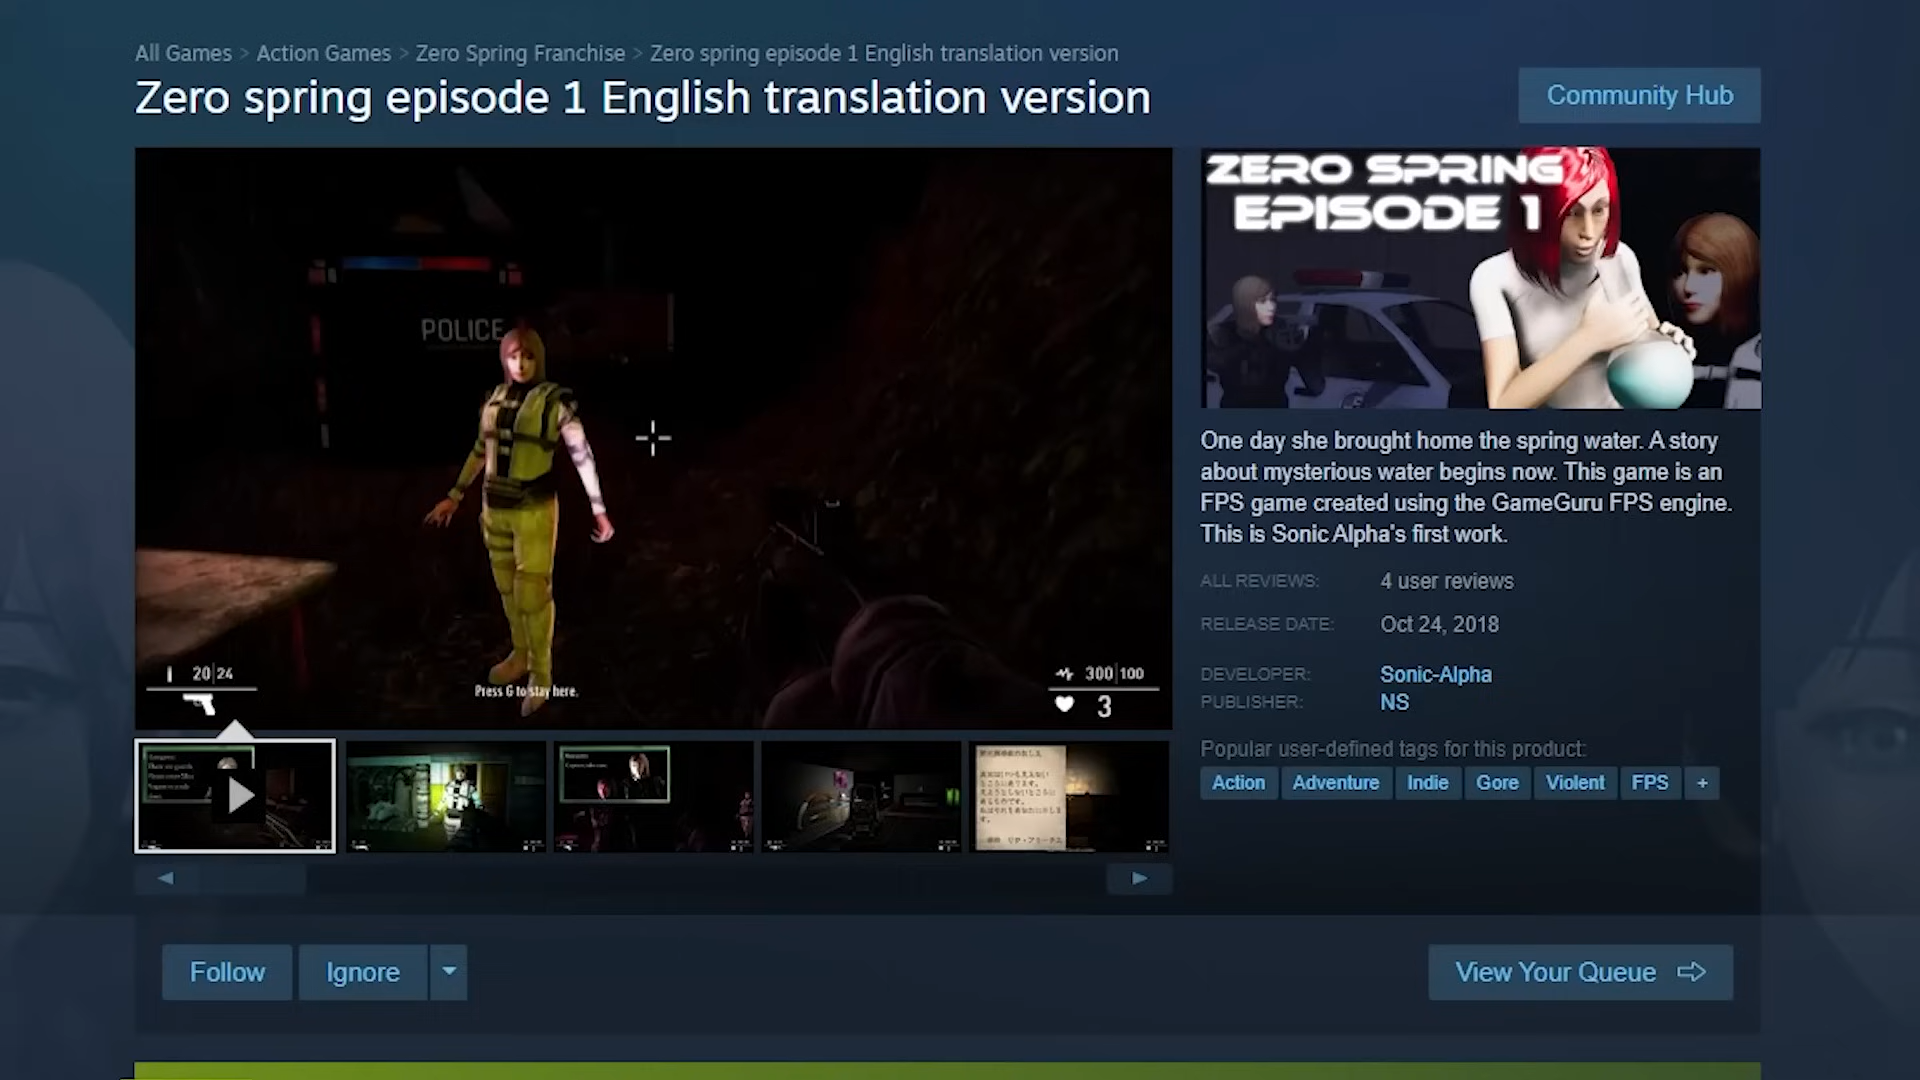 All Games > Action Games > Zero Spring Franchise > Zero spring episode 1 English translation version
Zero spring episode 1 English translation version
Community Hub
POLICE
20|24
Press G to stay here.
300|100
3
ZERO SPRING
EPISODE 1
One day she brought home the spring water. A story
about mysterious water begins now. This game is an
FPS game created using the GameGuru FPS engine.
This is Sonic Alpha's first work.
ALL REVIEWS: 4 user reviews
RELEASE DATE: Oct 24, 2018
DEVELOPER: Sonic-Alpha
PUBLISHER: NS
Popular user-defined tags for this product:
Action Adventure Indie Gore Violent FPS +
Follow
Ignore
View Your Queue